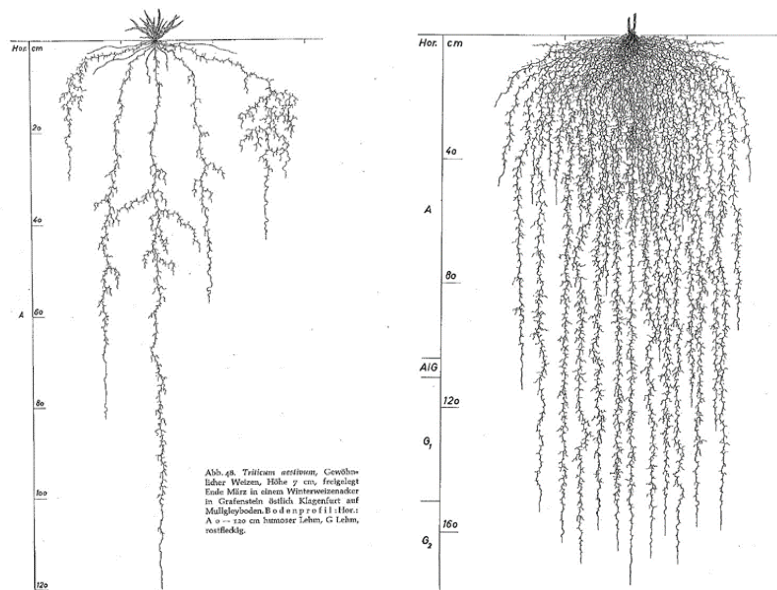 Hor. cm
20
40
A
60
80
100
120
Abb. 48. Triticum aestivum, Gewöhn-
licher Weizen, Höhe 7 cm, freigelegt
Ende März in einem Winterweizenacker
in Grafenstein östlich Klagenfurt auf
Mullgleyboden. Bodenprofil: Hor.:
A 0 — 120 cm humoser Lehm, G Lehm,
rostfleckig.
Hor. cm
40
A
80
A/G
120
G1
160
G2